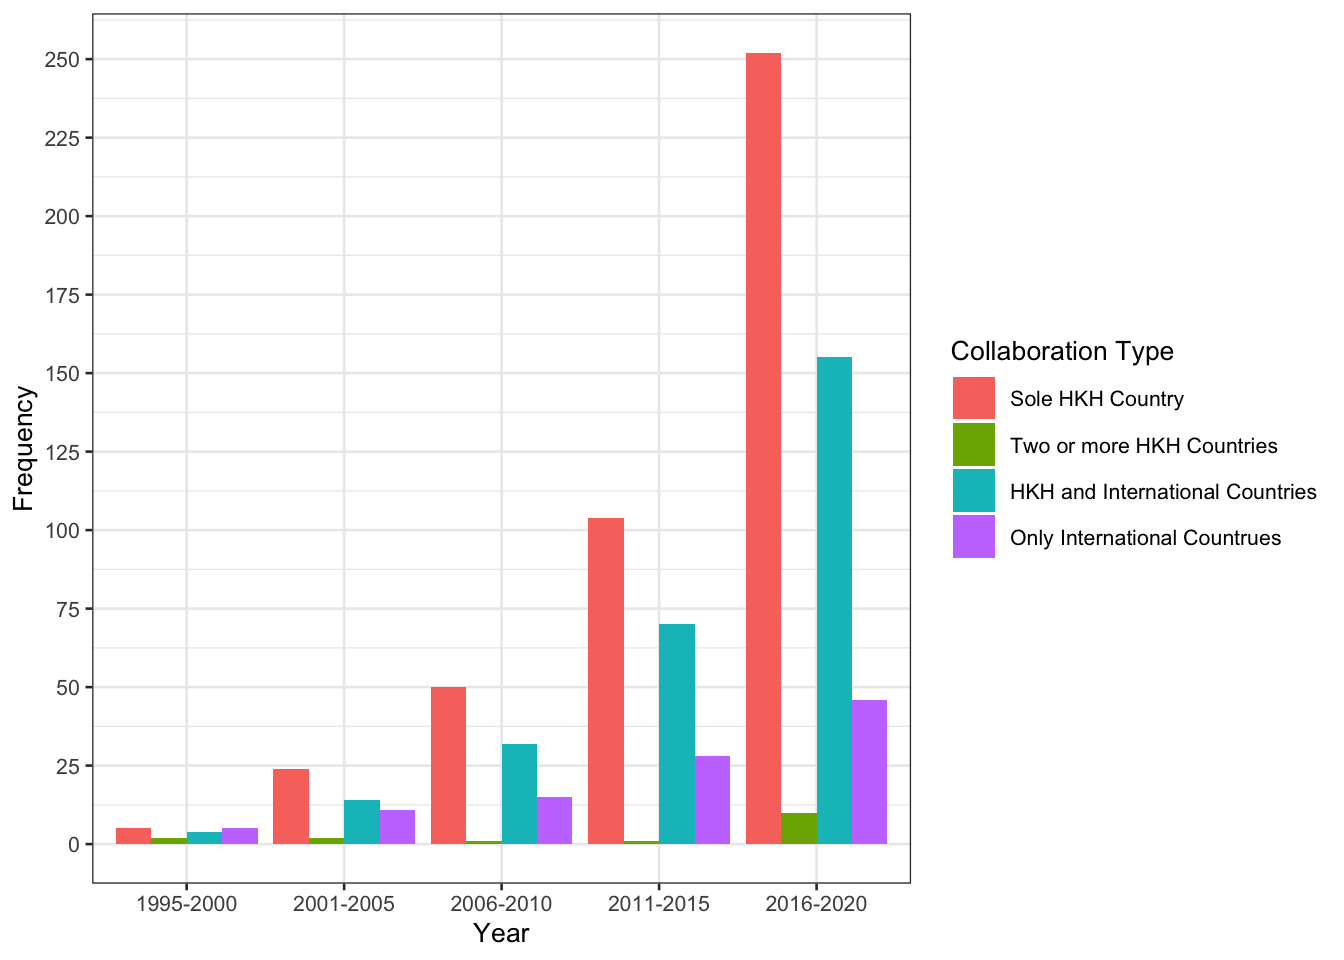 250
225
200
175
150
125
100
75
50
25
0
Frequency
1995-2000
2001-2005
2006-2010
2011-2015
2016-2020
Year
Collaboration Type
Sole HKH Country
Two or more HKH Countries
HKH and International Countries
Only International Countrues